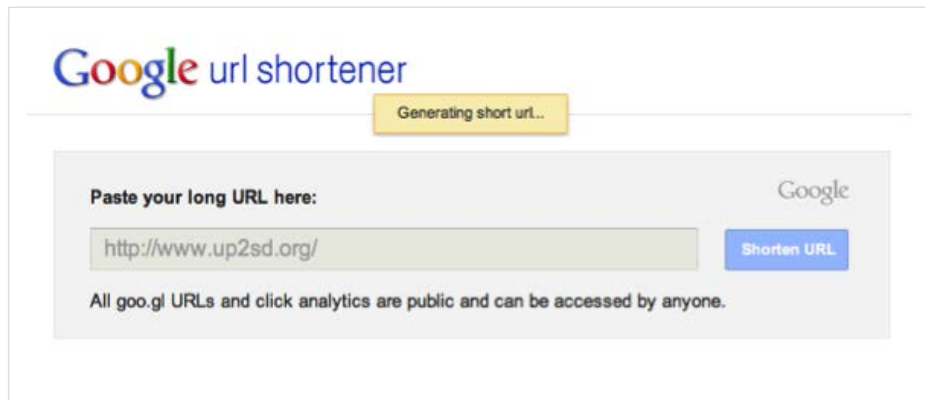 Google url shortener
Generating short url...
Paste your long URL here:
Google
http://www.up2sd.org/
Shorten URL
All goo.gl URLs and click analytics are public and can be accessed by anyone.